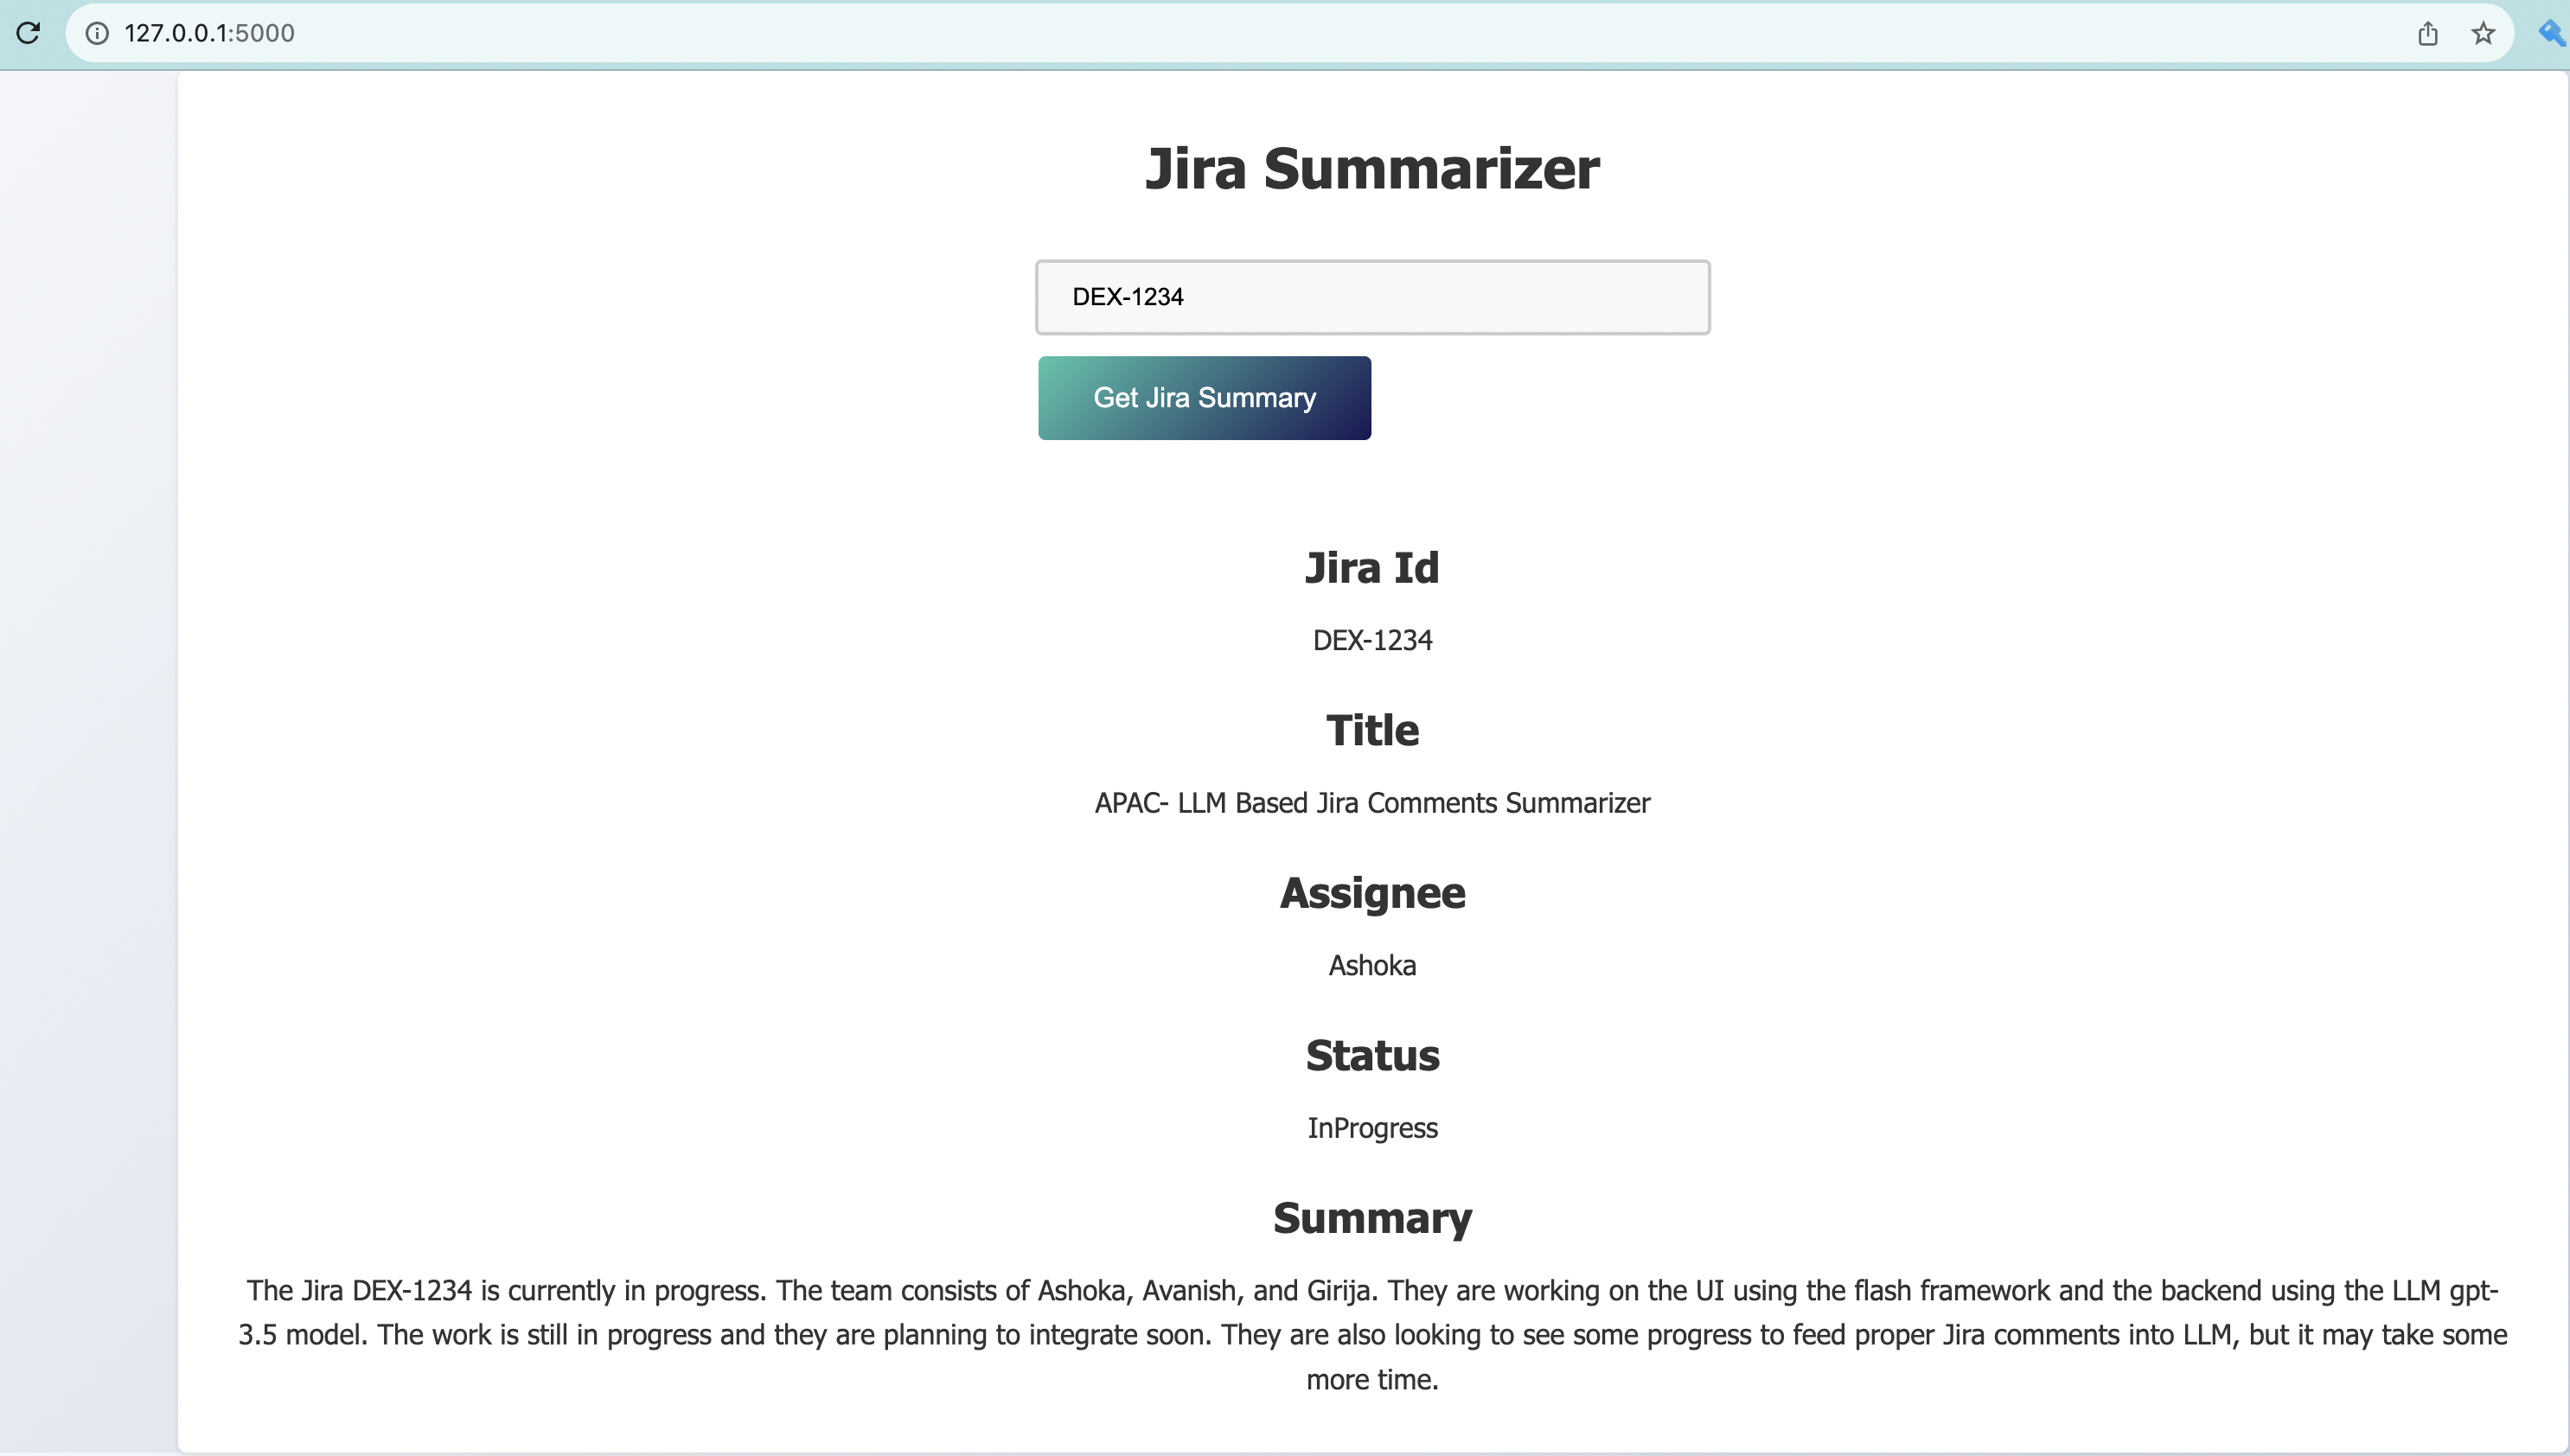 127.0.0.1:5000
Jira Summarizer
DEX-1234
Get Jira Summary
Jira Id
DEX-1234
Title
APAC- LLM Based Jira Comments Summarizer
Assignee
Ashoka
Status
InProgress
Summary
The Jira DEX-1234 is currently in progress. The team consists of Ashoka, Avanish, and Girija. They are working on the UI using the flash framework and the backend using the LLM gpt-
3.5 model. The work is still in progress and they are planning to integrate soon. They are also looking to see some progress to feed proper Jira comments into LLM, but it may take some
more time.